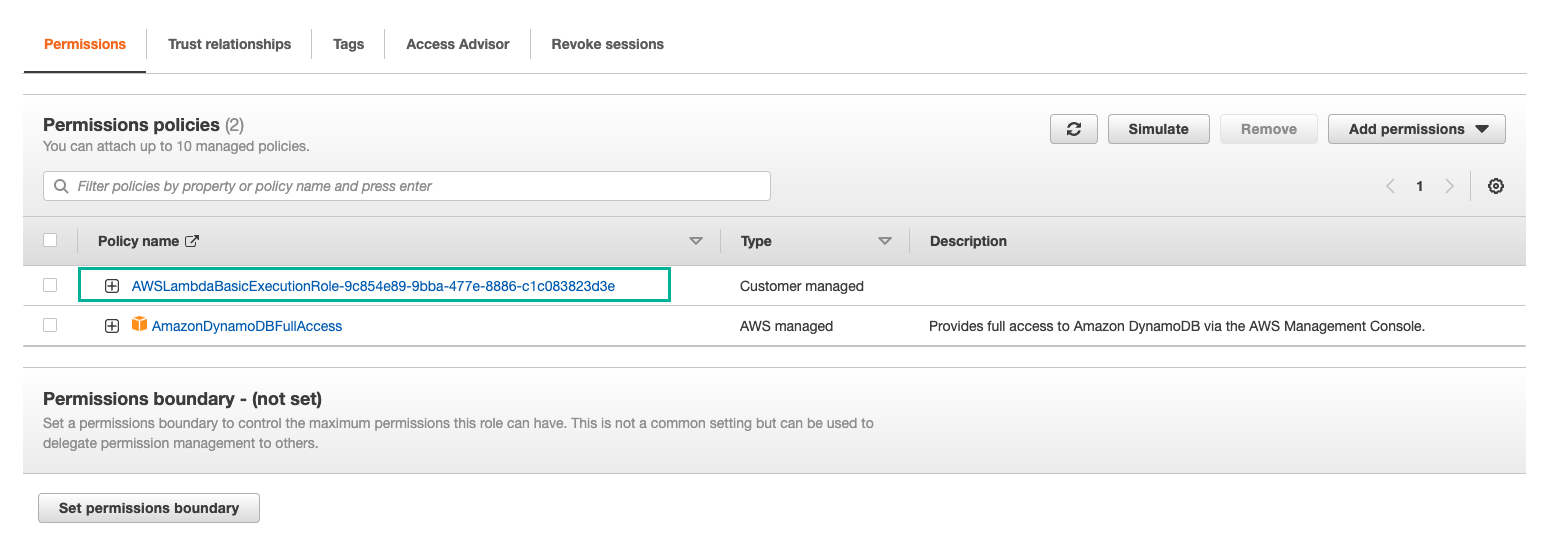 Permissions
Trust relationships
Tags
Access Advisor
Revoke sessions
Permissions policies (2)
You can attach up to 10 managed policies.
Simulate
Remove
Add permissions
Filter policies by property or policy name and press enter
1
Policy name
Type
Description
AWSLambdaBasicExecutionRole-9c854e89-9bba-477e-8886-c1c083823d3e
Customer managed
AmazonDynamoDBFullAccess
AWS managed
Provides full access to Amazon DynamoDB via the AWS Management Console.
Permissions boundary - (not set)
Set a permissions boundary to control the maximum permissions this role can have. This is not a common setting but can be used to
delegate permission management to others.
Set permissions boundary